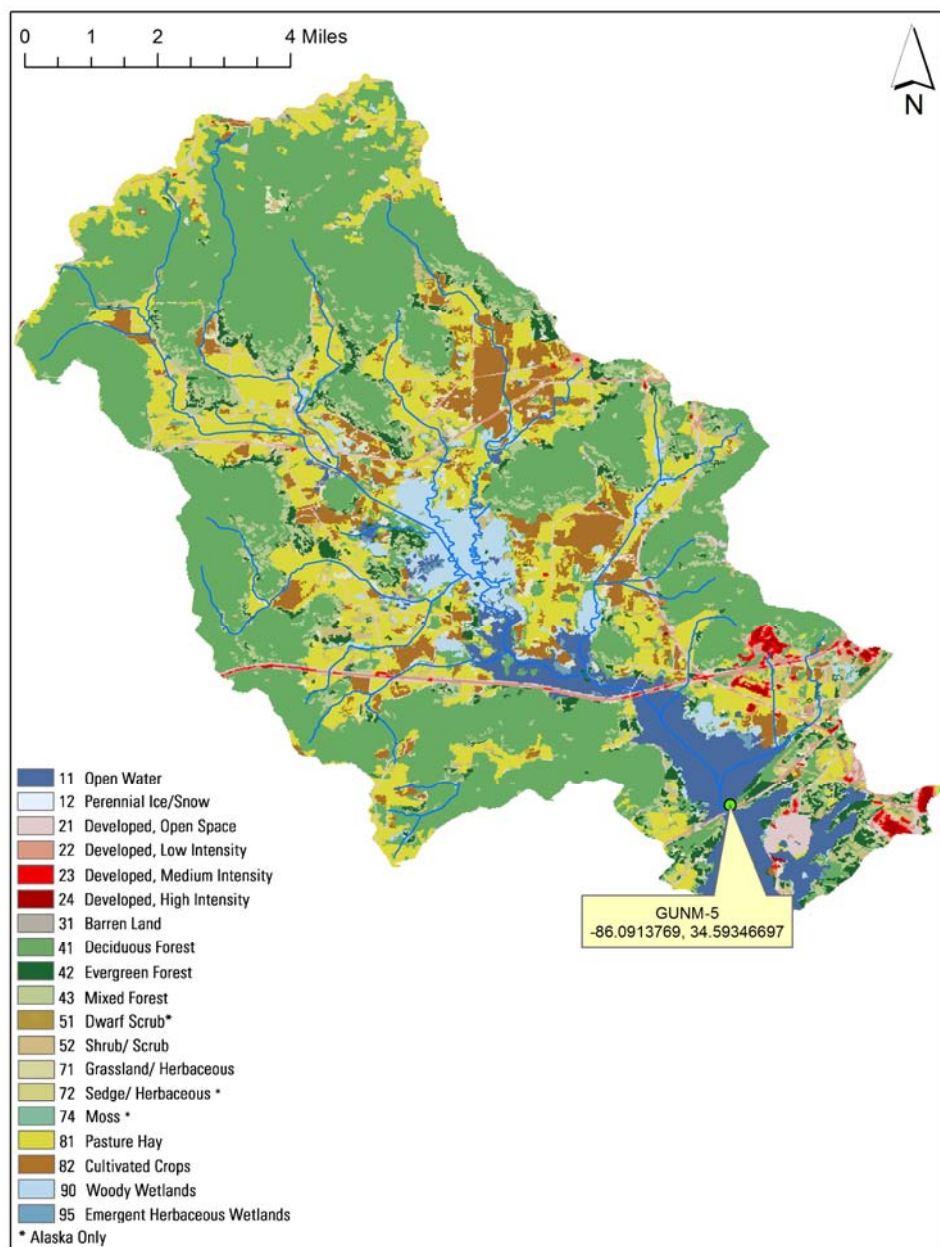 0 1 2 4 Miles
N
11 Open Water
12 Perennial Ice/Snow
21 Developed, Open Space
22 Developed, Low Intensity
23 Developed, Medium Intensity
24 Developed, High Intensity
31 Barren Land
41 Deciduous Forest
42 Evergreen Forest
43 Mixed Forest
51 Dwarf Scrub*
52 Shrub/ Scrub
71 Grassland/ Herbaceous
72 Sedge/ Herbaceous *
74 Moss *
81 Pasture Hay
82 Cultivated Crops
90 Woody Wetlands
95 Emergent Herbaceous Wetlands
* Alaska Only
GUNM-5
-86.0913769, 34.59346697